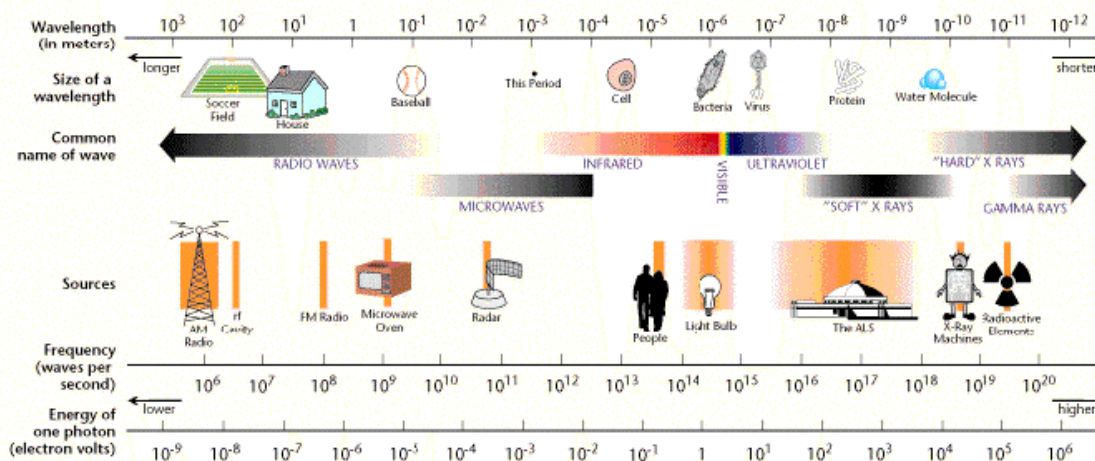 Wavelength
(in meters)
10³ 10² 10¹ 1 10⁻¹ 10⁻² 10⁻³ 10⁻⁴ 10⁻⁵ 10⁻⁶ 10⁻⁷ 10⁻⁸ 10⁻⁹ 10⁻¹⁰ 10⁻¹¹ 10⁻¹²
longer
shorter
Size of a
wavelength
Soccer
Field
House
Baseball
This Period
Cell
Bacteria
Virus
Protein
Water Molecule
Common
name of wave
RADIO WAVES
INFRARED
VISIBLE
ULTRAVIOLET
"HARD" X RAYS
MICROWAVES
"SOFT" X RAYS
GAMMA RAYS
Sources
AM
Radio
rf
Cavity
FM Radio
Microwave
Oven
Radar
People
Light Bulb
The ALS
X-Ray
Machines
Radioactive
Elements
Frequency
(waves per
second)
10⁶ 10⁷ 10⁸ 10⁹ 10¹⁰ 10¹¹ 10¹² 10¹³ 10¹⁴ 10¹⁵ 10¹⁶ 10¹⁷ 10¹⁸ 10¹⁹ 10²⁰
lower
higher
Energy of
one photon
(electron volts)
10⁻⁹ 10⁻⁸ 10⁻⁷ 10⁻⁶ 10⁻⁵ 10⁻⁴ 10⁻³ 10⁻² 10⁻¹ 1 10¹ 10² 10³ 10⁴ 10⁵ 10⁶